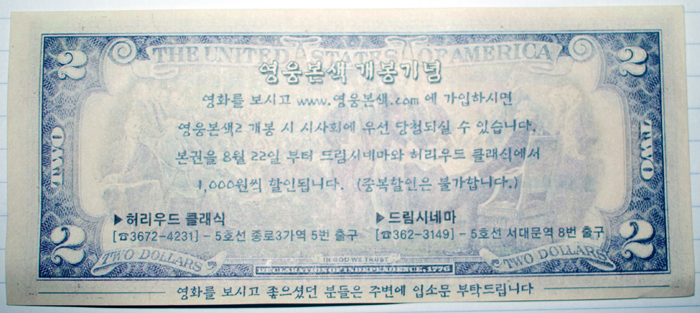 THE UNITED STATES OF AMERICA
2 2
영웅본색 개봉기념
영화를 보시고 www.영웅본색.com 에 가입하시면
영웅본색2 개봉 시 시사회에 우선 당첨되실 수 있습니다.
본권을 8월 22일 부터 드림시네마와 허리우드 클래식에서
1,000원씩 할인됩니다. (중복할인은 불가합니다.)
TWO TWO
▶허리우드 클래식 ▶드림시네마
[☎3672-4231] - 5호선 종로3가역 5번 출구 [☎362-3149] - 5호선 서대문역 8번 출구
2 2
IN GOD WE TRUST
TWO DOLLARS DECLARATION OF INDEPENDENCE, 1776 TWO DOLLARS
영화를 보시고 좋으셨던 분들은 주변에 입소문 부탁드립니다